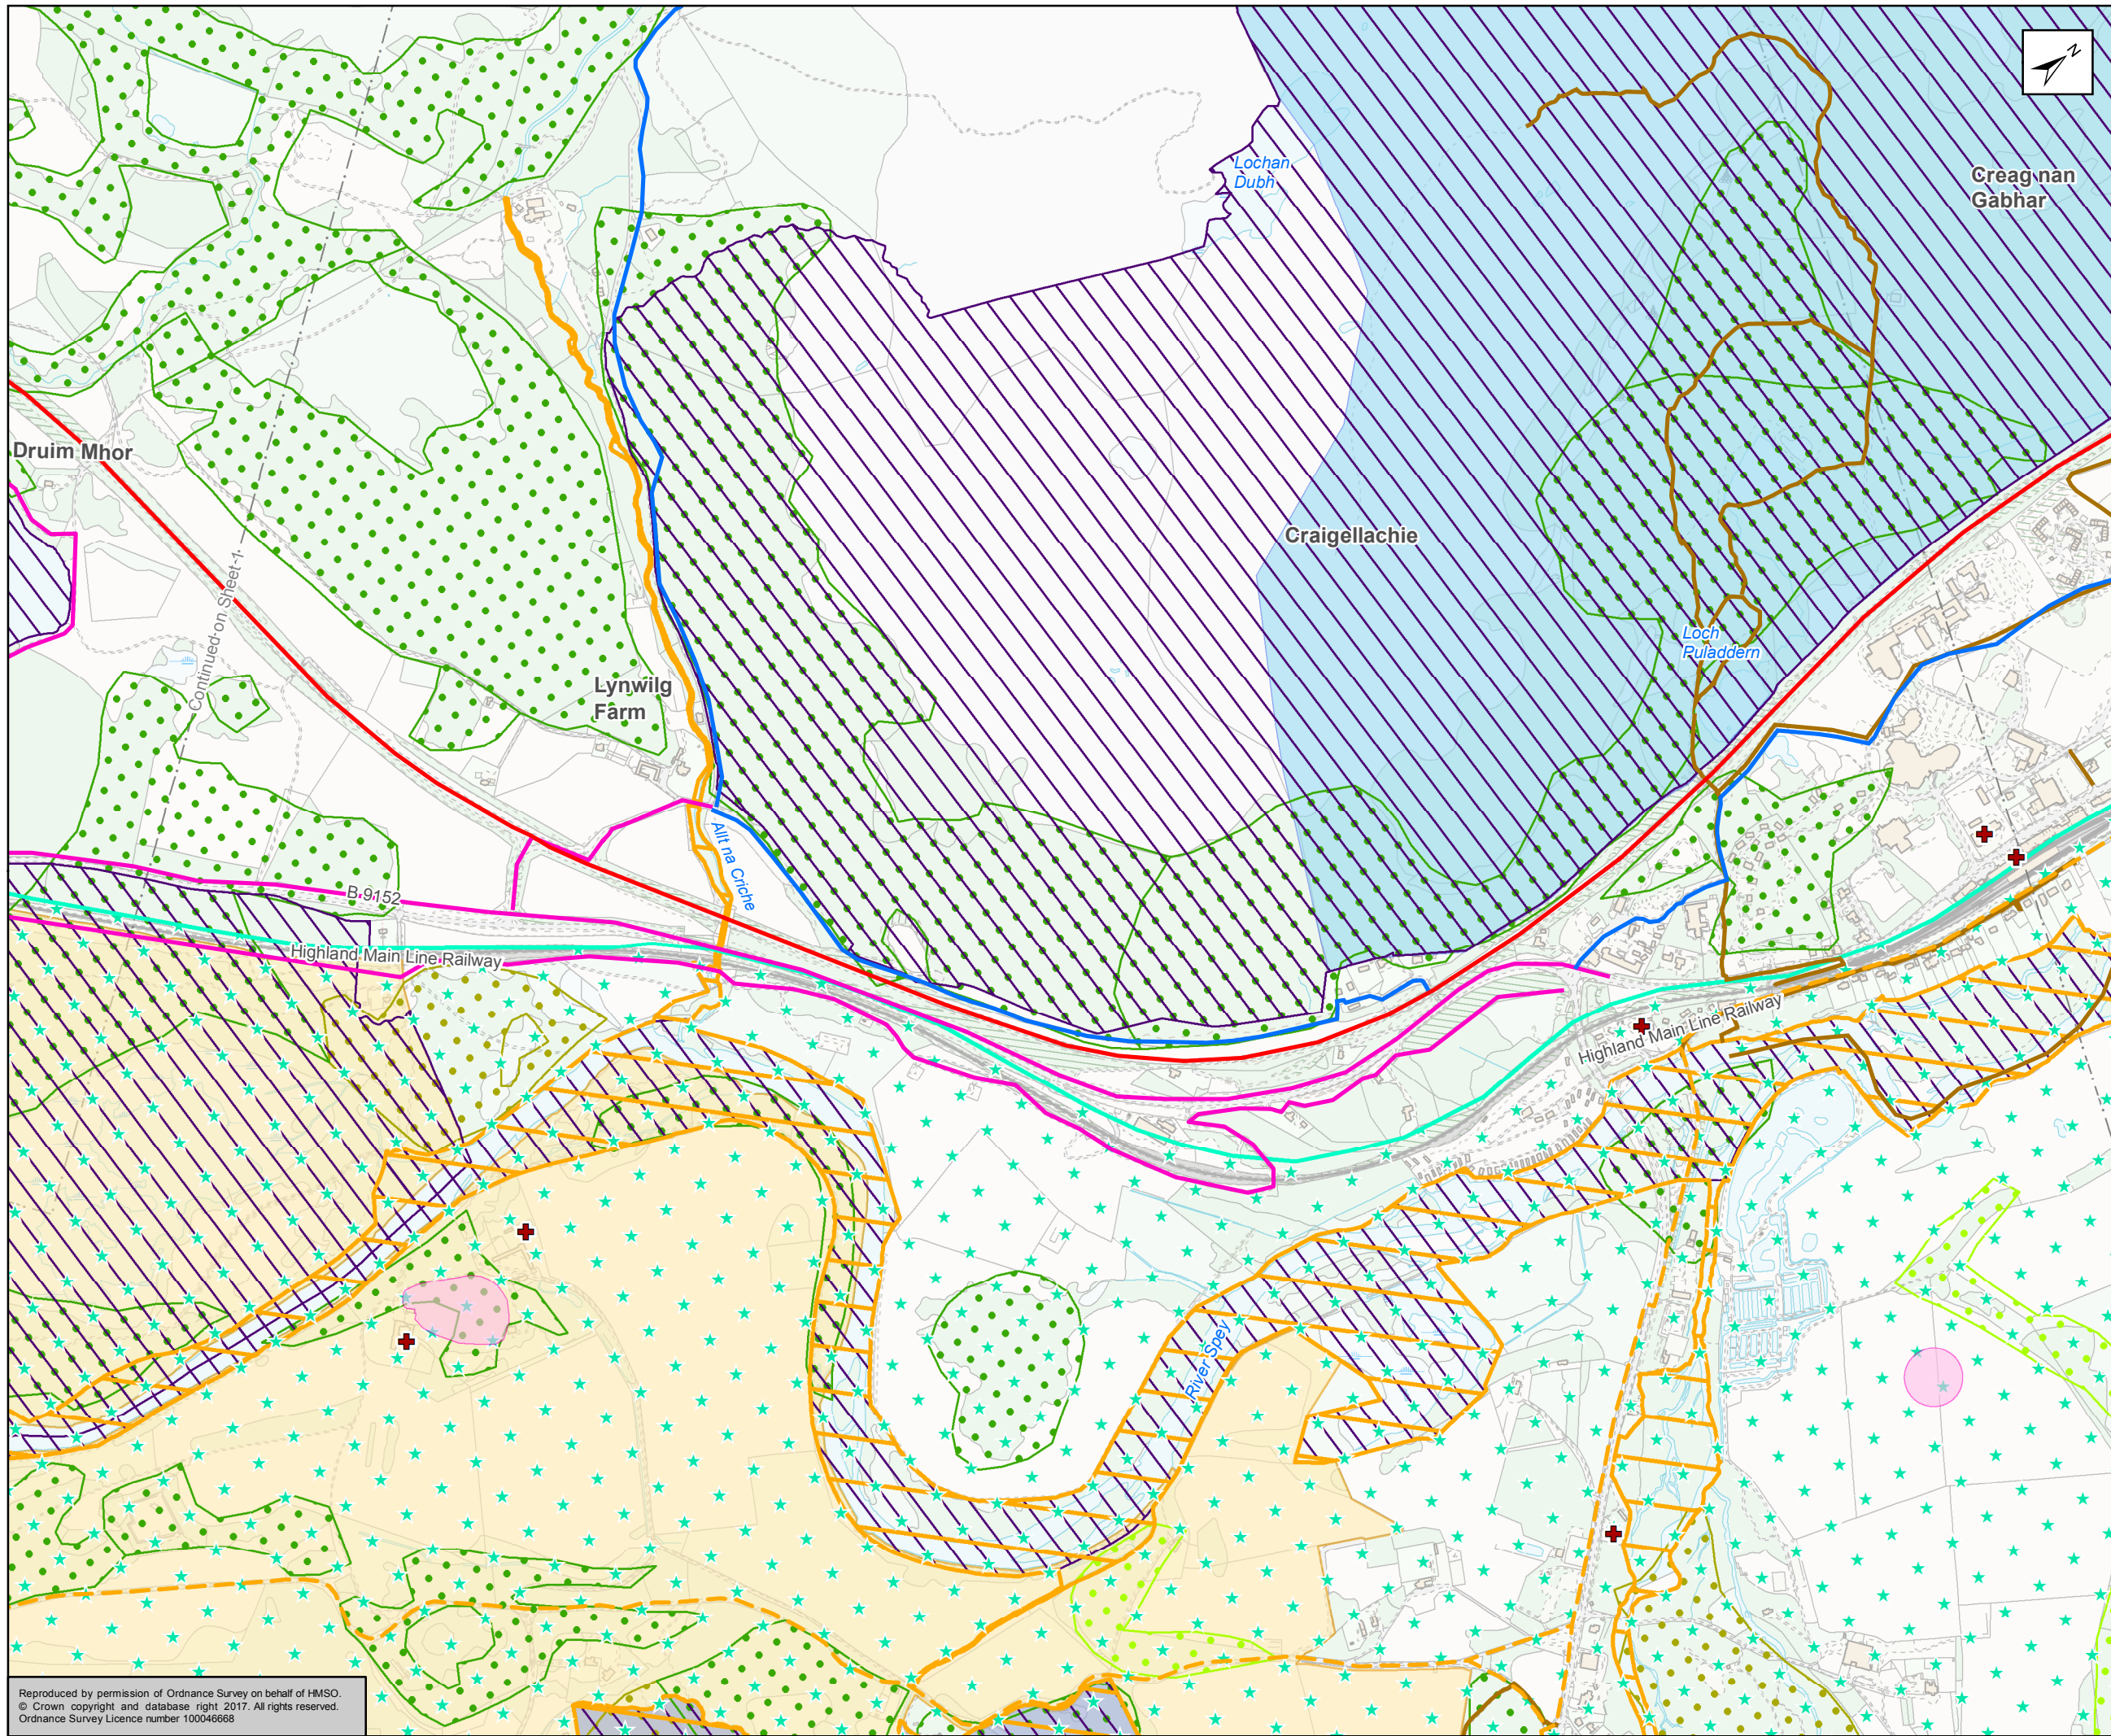 N
Lochan
Dubh
Creag nan
Gabhar
Druim Mhor
Craigellachie
Continued on Sheet 1
Loch
Puladdern
Lynwilg
Farm
Allt na Criche
B 9152
Highland Main Line Railway
Highland Main Line Railway
River Spey
Reproduced by permission of Ordnance Survey on behalf of HMSO.
© Crown copyright and database right 2017. All rights reserved.
Ordnance Survey Licence number 100046668